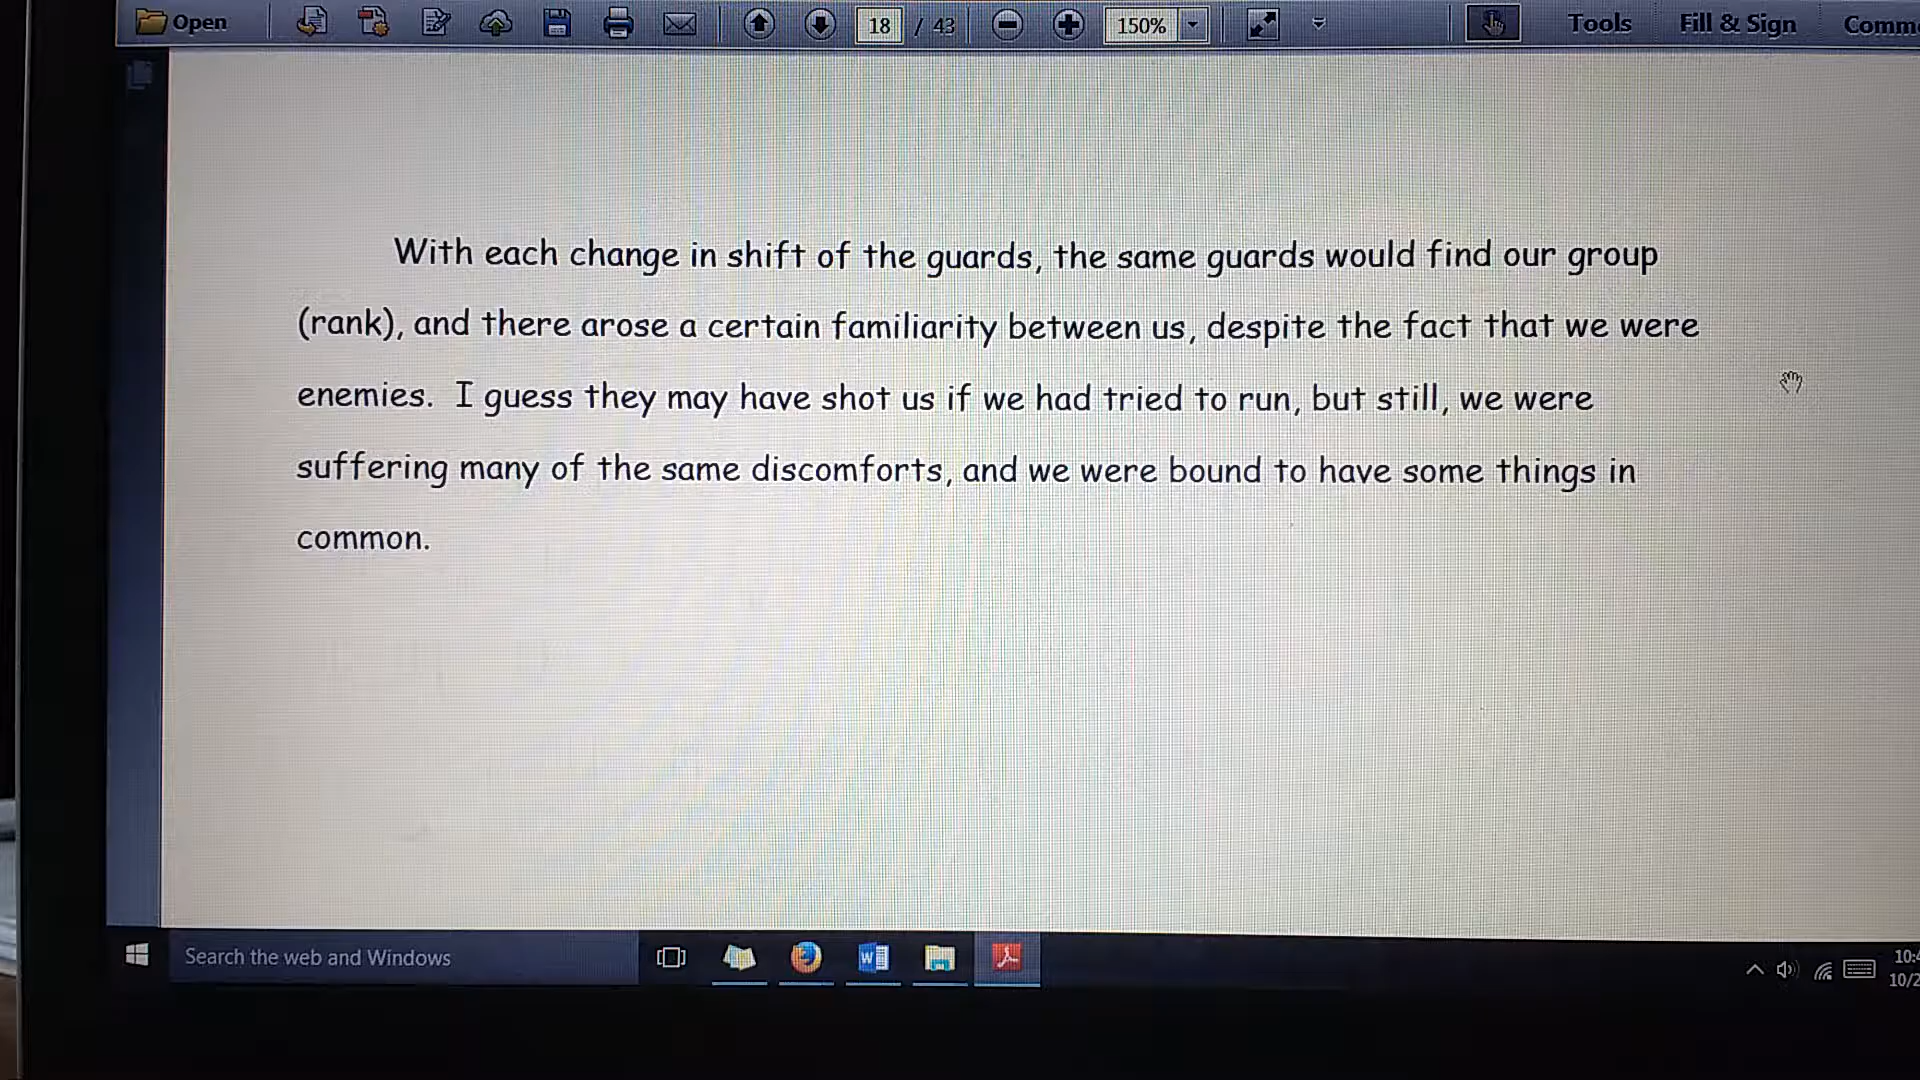 Open 18 / 43 150% Tools Fill & Sign
With each change in shift of the guards, the same guards would find our group
(rank), and there arose a certain familiarity between us, despite the fact that we were
enemies. I guess they may have shot us if we had tried to run, but still, we were
suffering many of the same discomforts, and we were bound to have some things in
common.
Search the web and Windows